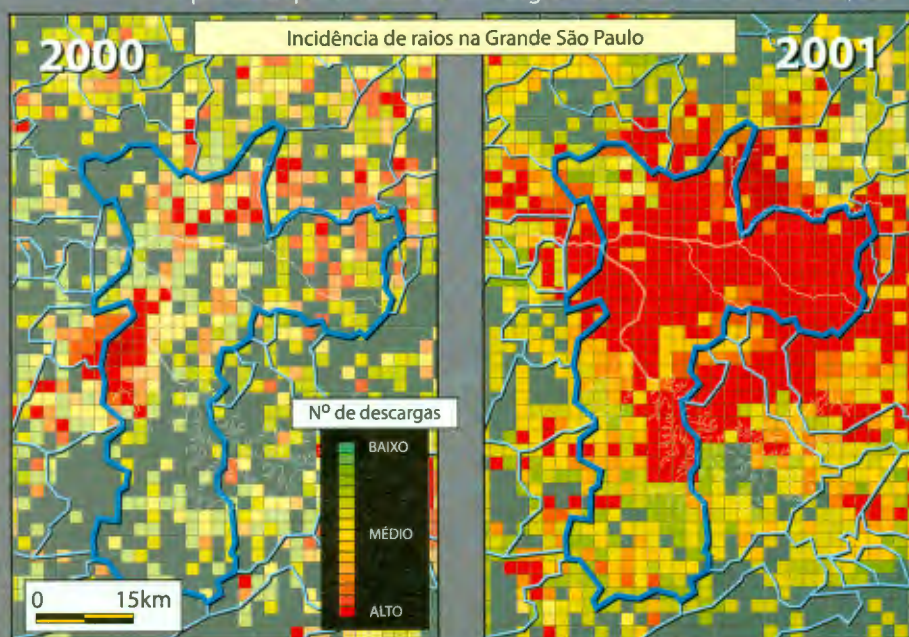 Incidência de raios na Grande São Paulo
2000
2001
Nº de descargas
BAIXO
MÉDIO
ALTO
0 15km